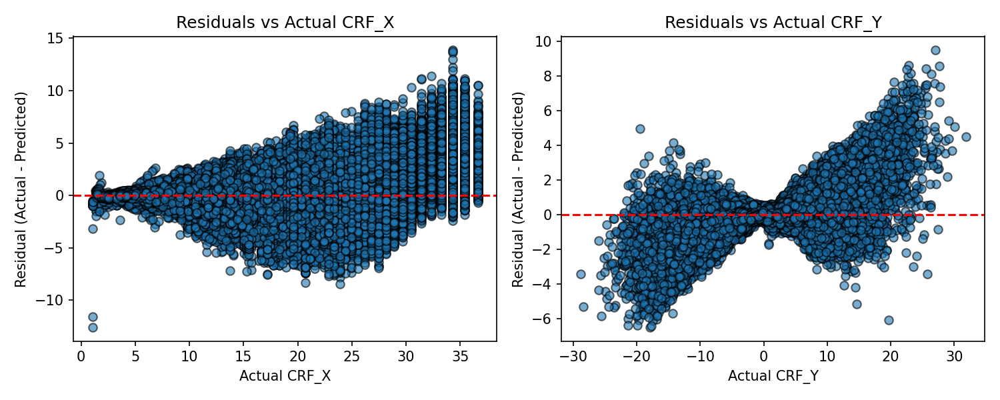 Residuals vs Actual CRF_X
Residual (Actual - Predicted)
15
10
5
0
−5
−10
0 5 10 15 20 25 30 35
Actual CRF_X
Residuals vs Actual CRF_Y
Residual (Actual - Predicted)
10
8
6
4
2
0
−2
−4
−6
−30 −20 −10 0 10 20 30
Actual CRF_Y